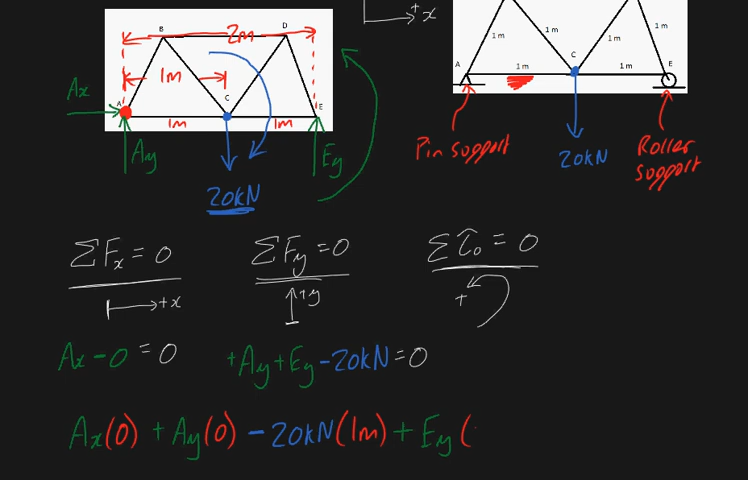 + x
B
2m
D
1m
Ax
A
C
E
1m
1m
Ay
Ey
20kN
1 m
1 m
1 m
1 m
A
1 m
C
1 m
E
Pin support
20kN
Roller support
ΣFx = 0
ΣFy = 0
Στo = 0
+x
+y
+
Ax - 0 = 0
+Ay + Ey - 20kN = 0
Ax(0) + Ay(0) - 20kN(1m) + Ey(